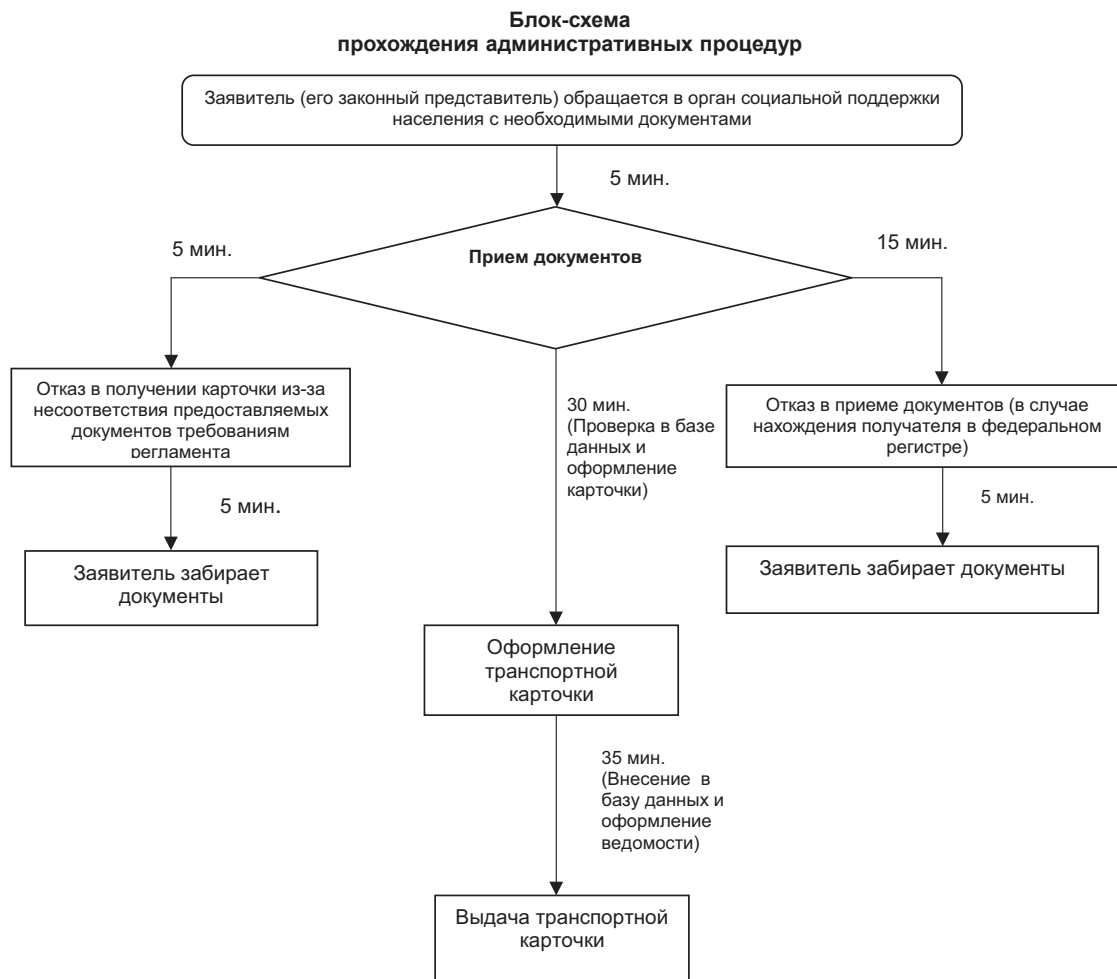 Блок-схема
прохождения административных процедур
Заявитель (его законный представитель) обращается в орган социальной поддержки
населения с необходимыми документами
5 мин.
5 мин.
Прием документов
15 мин.
Отказ в получении карточки из-за
несоответствия предоставляемых
документов требованиям
регламента
30 мин.
(Проверка в базе
данных и
оформление
карточки)
Отказ в приеме документов (в случае
нахождения получателя в федеральном
регистре)
5 мин.
5 мин.
Заявитель забирает
документы
Заявитель забирает документы
Оформление
транспортной
карточки
35 мин.
(Внесение в
базу данных и
оформление
ведомости)
Выдача транспортной
карточки